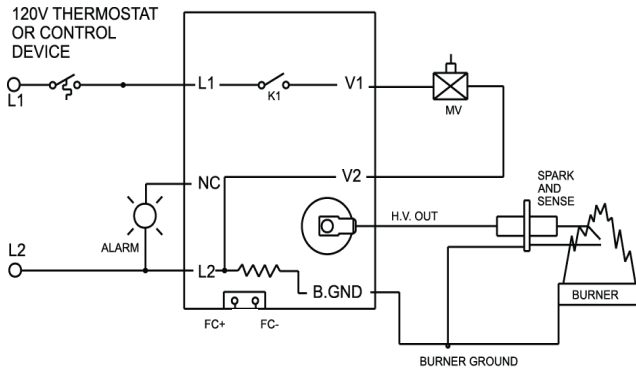 120V THERMOSTAT
OR CONTROL
DEVICE
L1
L1
K1
V1
MV
NC
V2
SPARK
AND
SENSE
H.V. OUT
ALARM
L2
L2
B.GND
BURNER
FC+
FC-
BURNER GROUND